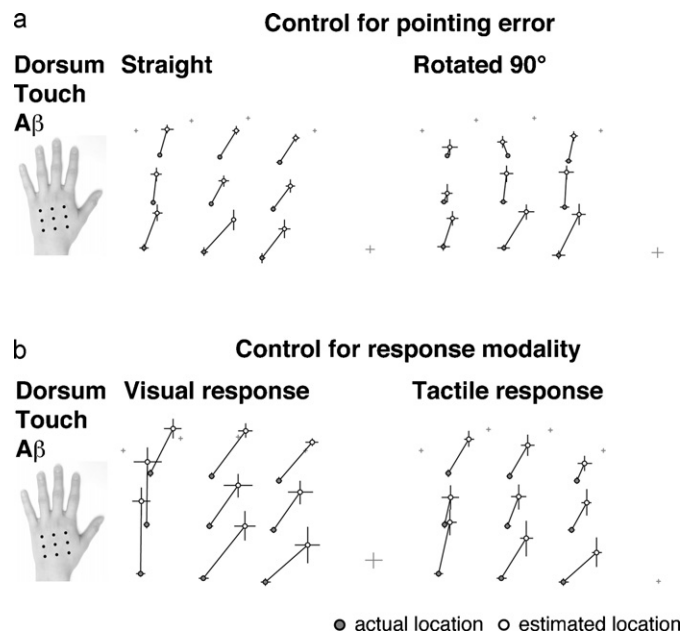 a
Control for pointing error
Dorsum
Touch
Aβ
Straight
Rotated 90°
b
Control for response modality
Dorsum
Touch
Aβ
Visual response
Tactile response
actual location
estimated location